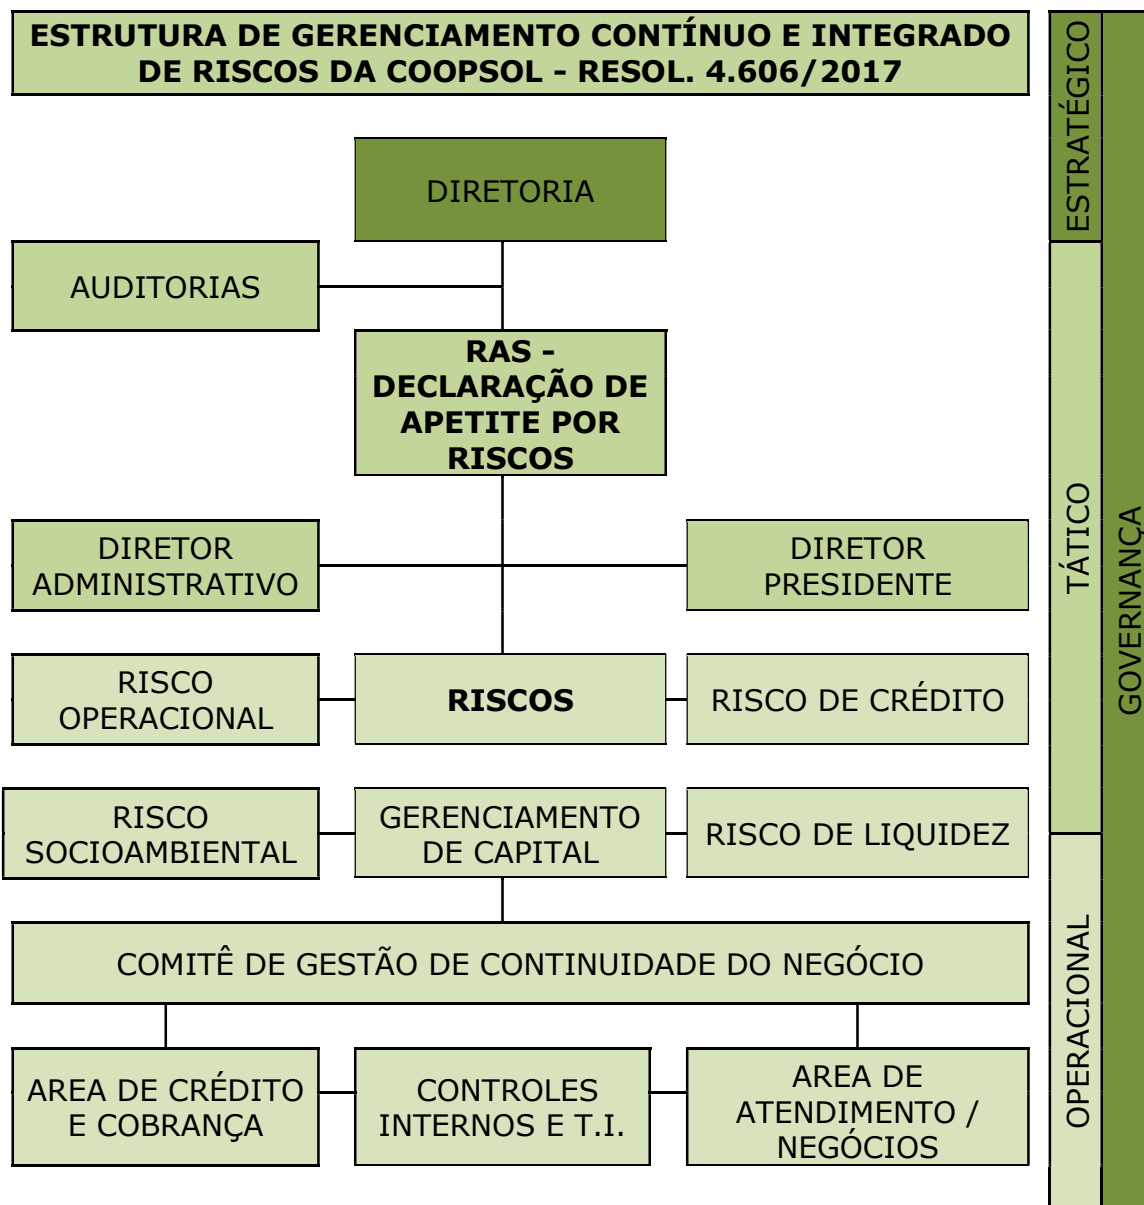 ESTRUTURA DE GERENCIAMENTO CONTÍNUO E INTEGRADO
DE RISCOS DA COOPSOL - RESOL. 4.606/2017
ESTRATÉGICO
DIRETORIA
AUDITORIAS
RAS -
DECLARAÇÃO DE
APETITE POR
RISCOS
TÁTICO
GOVERNANÇA
DIRETOR
ADMINISTRATIVO
DIRETOR
PRESIDENTE
RISCO
OPERACIONAL
RISCOS
RISCO DE CRÉDITO
RISCO
SOCIOAMBIENTAL
GERENCIAMENTO
DE CAPITAL
RISCO DE LIQUIDEZ
COMITÊ DE GESTÃO DE CONTINUIDADE DO NEGÓCIO
OPERACIONAL
AREA DE CRÉDITO
E COBRANÇA
CONTROLES
INTERNOS E T.I.
AREA DE
ATENDIMENTO /
NEGÓCIOS